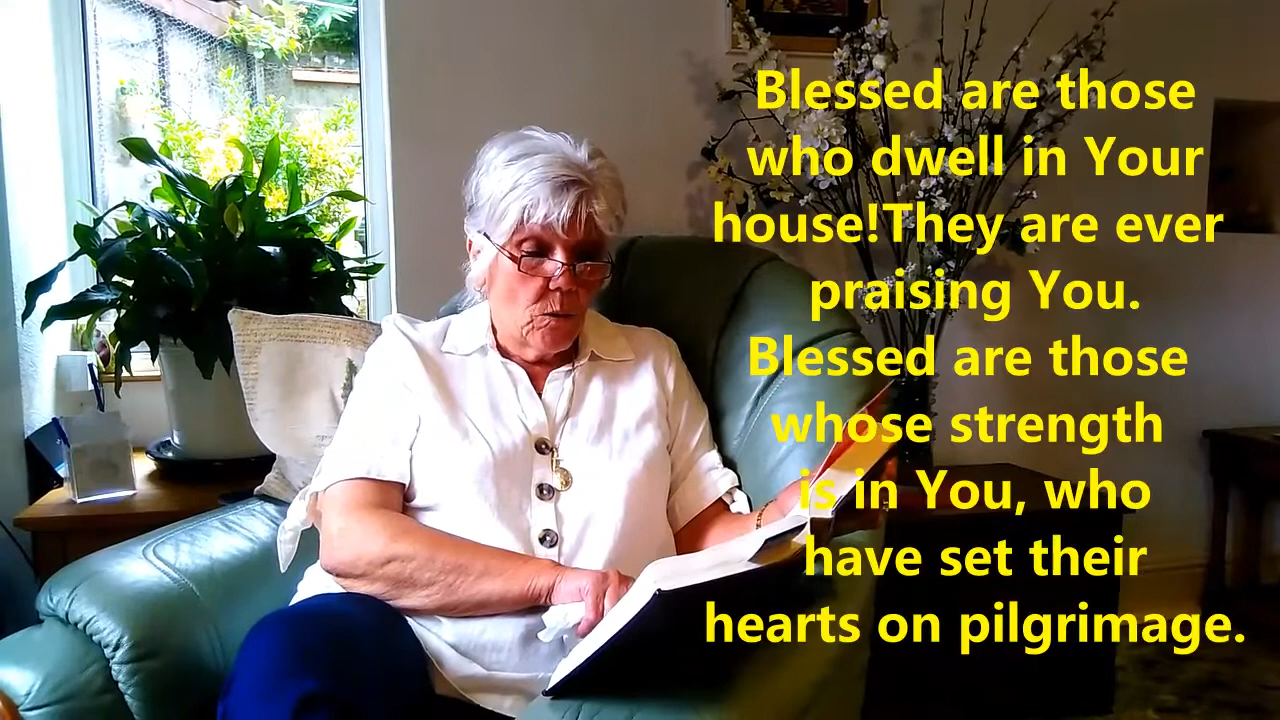 Blessed are those
who dwell in Your
house!They are ever
praising You.
Blessed are those
whose strength
is in You, who
have set their
hearts on pilgrimage.